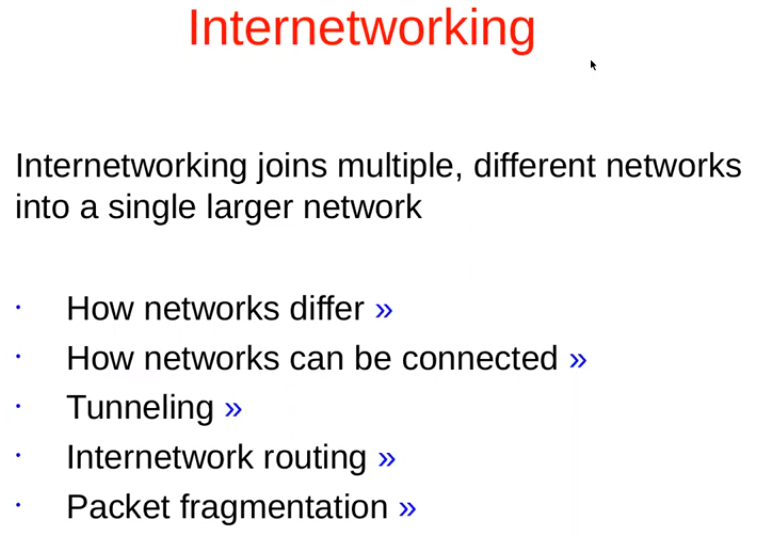 Internetworking
Internetworking joins multiple, different networks
into a single larger network
· How networks differ »
· How networks can be connected »
· Tunneling »
· Internetwork routing »
· Packet fragmentation »